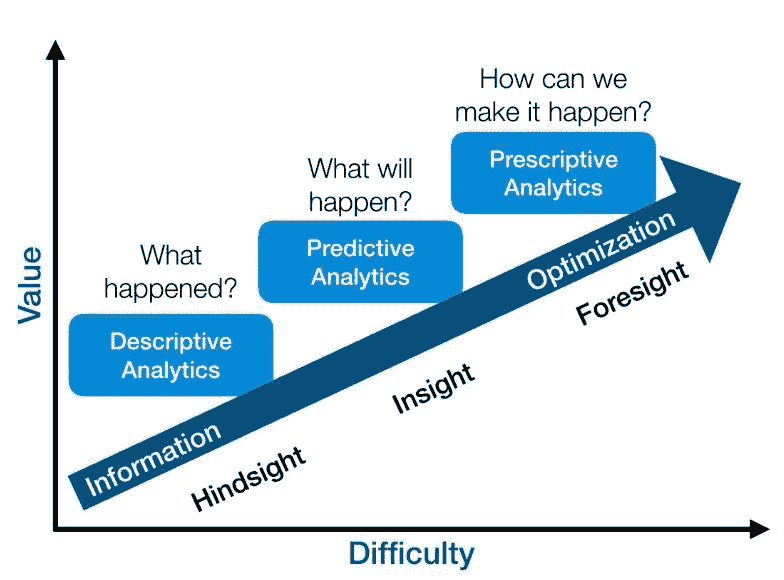 How can we
make it happen?
Prescriptive
Analytics
What will
happen?
Predictive
Analytics
What
happened?
Descriptive
Analytics
Optimization
Foresight
Insight
Information
Hindsight
Value
Difficulty